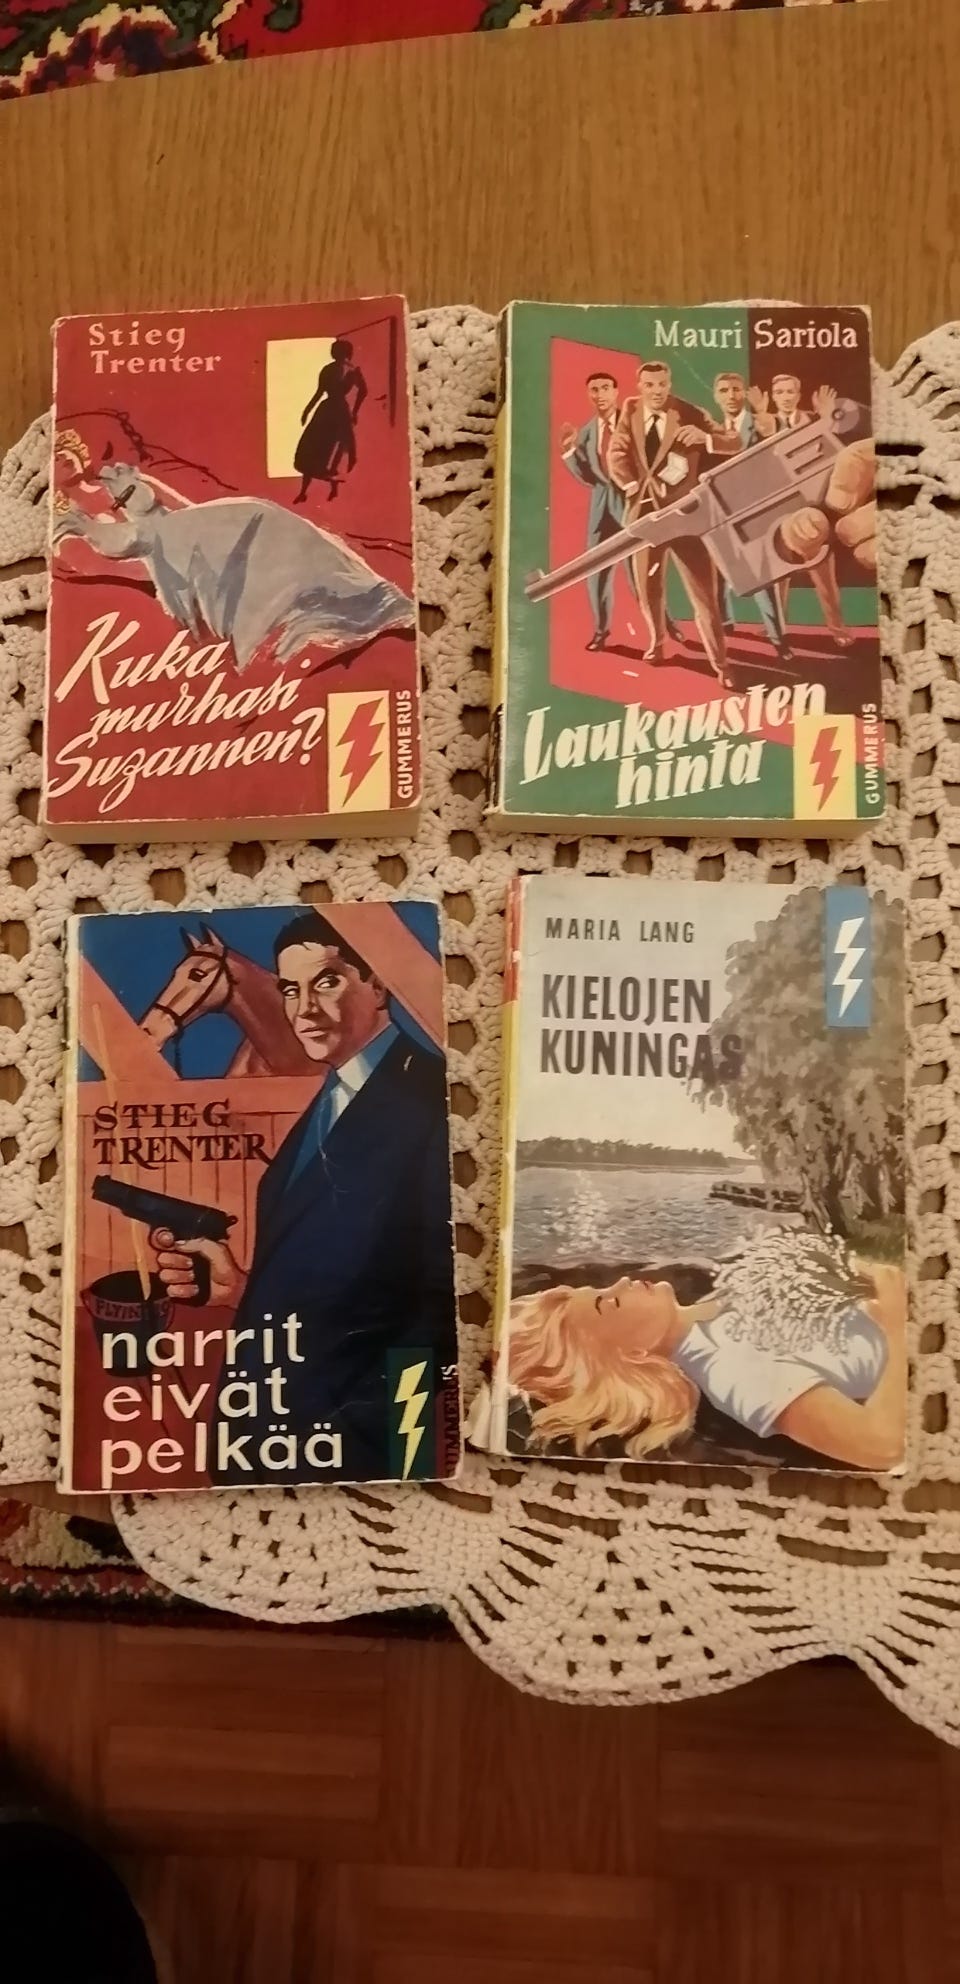 Stieg
Trenter
Kuka
murhasi
Suzannen?
GUMMERUS
Mauri Sariola
Laukausten
hinta
GUMMERUS
STIEG
TRENTER
narrit
eivät
pelkää
MARIA LANG
KIELOJEN
KUNINGAS